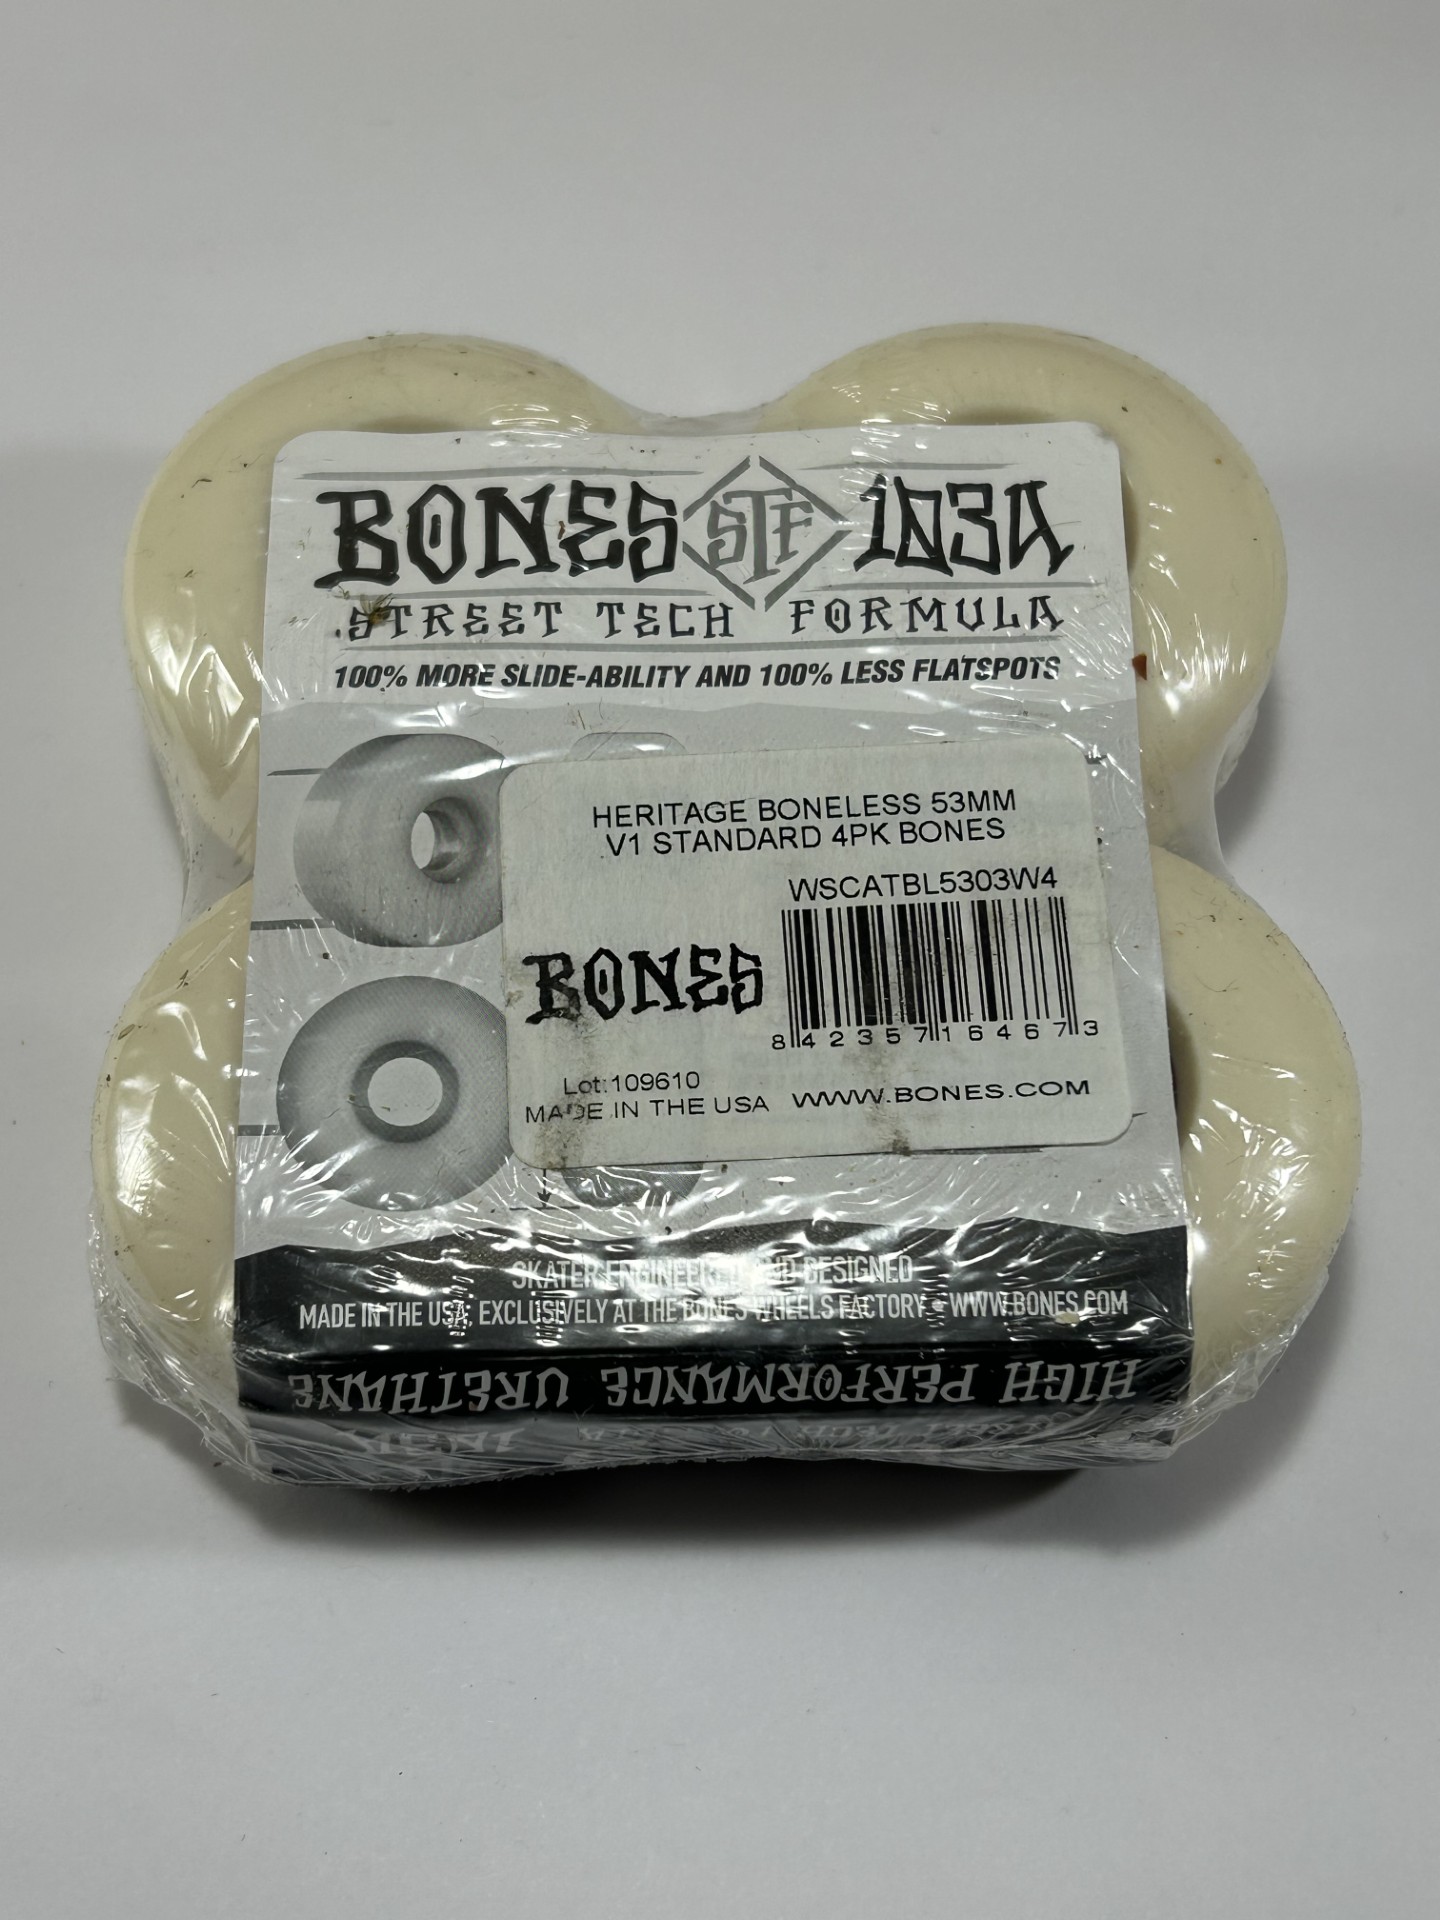 BONES STF 103A
STREET TECH FORMULA
100% MORE SLIDE-ABILITY AND 100% LESS FLATSPOTS
HERITAGE BONELESS 53MM
V1 STANDARD 4PK BONES
WSCATBL5303W4
BONES
8 42357 16467 3
Lot:109610
MADE IN THE USA WWW.BONES.COM
SKATER ENGINEERED AND DESIGNED
MADE IN THE USA, EXCLUSIVELY AT THE BONES WHEELS FACTORY • WWW.BONES.COM
HIGH PERFORMANCE URETHANE